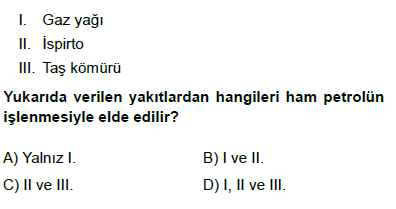 I. Gaz yağı
II. İspirto
III. Taş kömürü
Yukarıda verilen yakıtlardan hangileri ham petrolün
işlenmesiyle elde edilir?
A) Yalnız I. B) I ve II.
C) II ve III. D) I, II ve III.